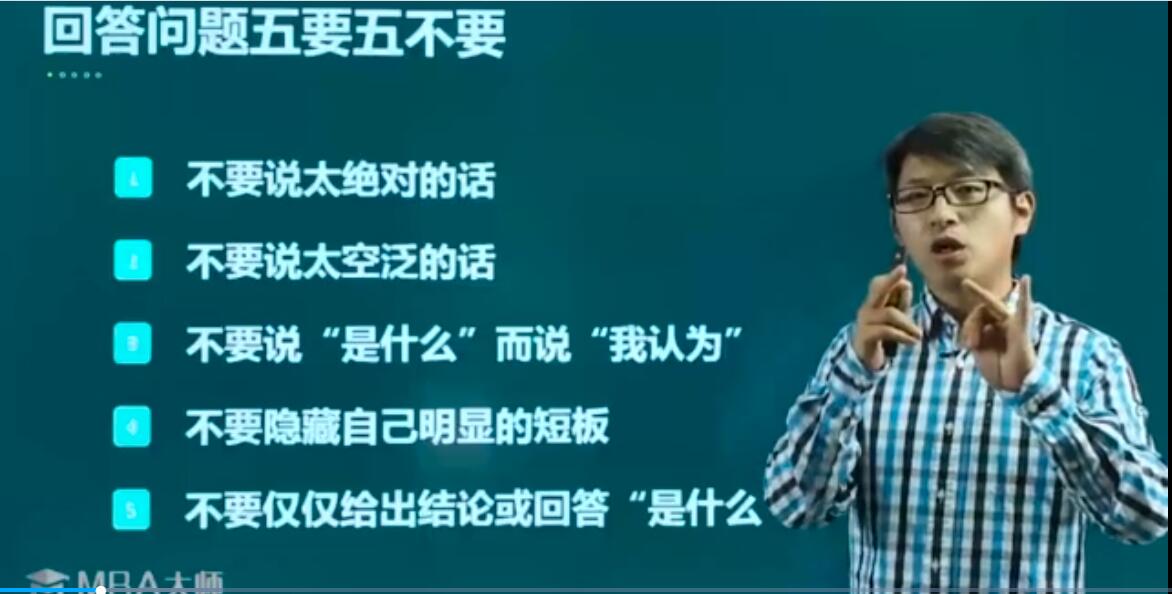 回答问题五要五不要
1 不要说太绝对的话
2 不要说太空泛的话
3 不要说“是什么”而说“我认为”
4 不要隐藏自己明显的短板
5 不要仅仅给出结论或回答“是什么
MBA大师